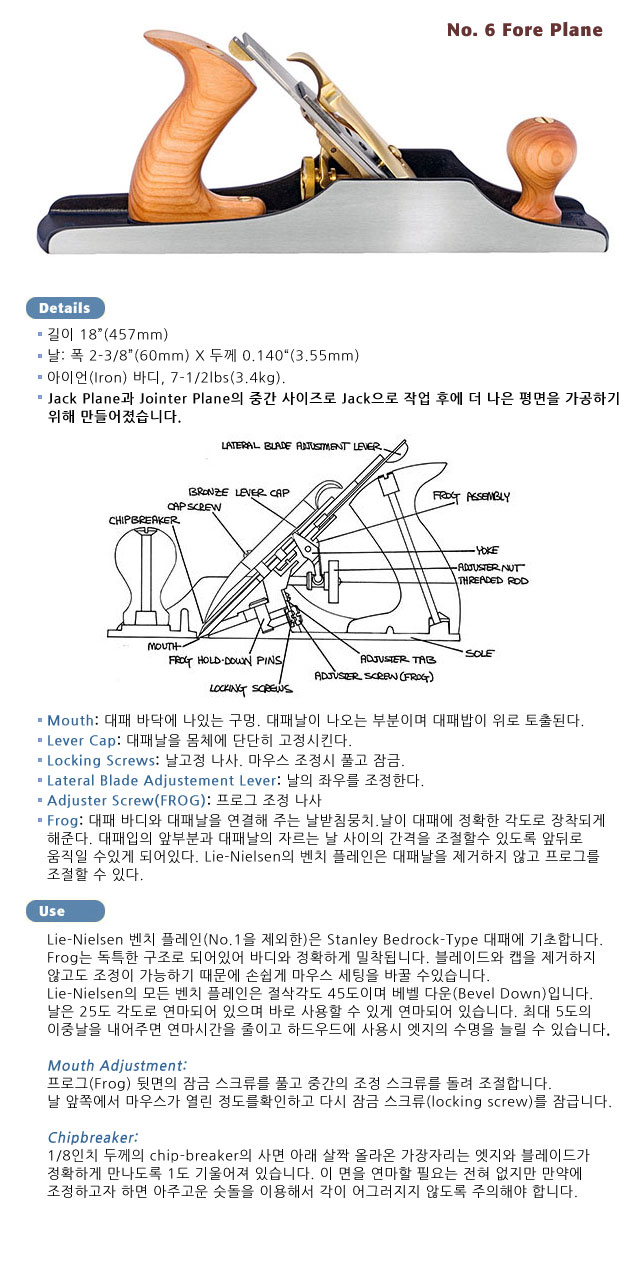 No. 6 Fore Plane
Details
길이 18”(457mm)
날: 폭 2-3/8”(60mm) X 두께 0.140“(3.55mm)
아이언(Iron) 바디, 7-1/2lbs(3.4kg).
Jack Plane과 Jointer Plane의 중간 사이즈로 Jack으로 작업 후에 더 나은 평면을 가공하기
위해 만들어졌습니다.
LATERAL BLADE ADJUSTMENT LEVER
BRONZE LEVER CAP
FROG ASSEMBLY
CAP SCREW
CHIPBREAKER
YOKE
ADJUSTER NUT
THREADED ROD
MOUTH
SOLE
FROG HOLD-DOWN PINS
ADJUSTER TAB
ADJUSTER SCREW (FROG)
LOCKING SCREWS
Mouth: 대패 바닥에 나있는 구멍. 대패날이 나오는 부분이며 대패밥이 위로 토출된다.
Lever Cap: 대패날을 몸체에 단단히 고정시킨다.
Locking Screws: 날고정 나사. 마우스 조정시 풀고 잠금.
Lateral Blade Adjustement Lever: 날의 좌우를 조정한다.
Adjuster Screw(FROG): 프로그 조정 나사
Frog: 대패 바디와 대패날을 연결해 주는 날받침뭉치.날이 대패에 정확한 각도로 장착되게
해준다. 대패입의 앞부분과 대패날의 자르는 날 사이의 간격을 조절할수 있도록 앞뒤로
움직일 수있게 되어있다. Lie-Nielsen의 벤치 플레인은 대패날을 제거하지 않고 프로그를
조절할 수 있다.
Use
Lie-Nielsen 벤치 플레인(No.1을 제외한)은 Stanley Bedrock-Type 대패에 기초합니다.
Frog는 독특한 구조로 되어있어 바디와 정확하게 밀착됩니다. 블레이드와 캡을 제거하지
않고도 조정이 가능하기 때문에 손쉽게 마우스 세팅을 바꿀 수있습니다.
Lie-Nielsen의 모든 벤치 플레인은 절삭각도 45도이며 베벨 다운(Bevel Down)입니다.
날은 25도 각도로 연마되어 있으며 바로 사용할 수 있게 연마되어 있습니다. 최대 5도의
이중날을 내어주면 연마시간을 줄이고 하드우드에 사용시 엣지의 수명을 늘릴 수 있습니다.
Mouth Adjustment:
프로그(Frog) 뒷면의 잠금 스크류를 풀고 중간의 조정 스크류를 돌려 조절합니다.
날 앞쪽에서 마우스가 열린 정도를확인하고 다시 잠금 스크류(locking screw)를 잠급니다.
Chipbreaker:
1/8인치 두께의 chip-breaker의 사면 아래 살짝 올라온 가장자리는 엣지와 블레이드가
정확하게 만나도록 1도 기울어져 있습니다. 이 면을 연마할 필요는 전혀 없지만 만약에
조정하고자 하면 아주고운 숫돌을 이용해서 각이 어그러지지 않도록 주의해야 합니다.